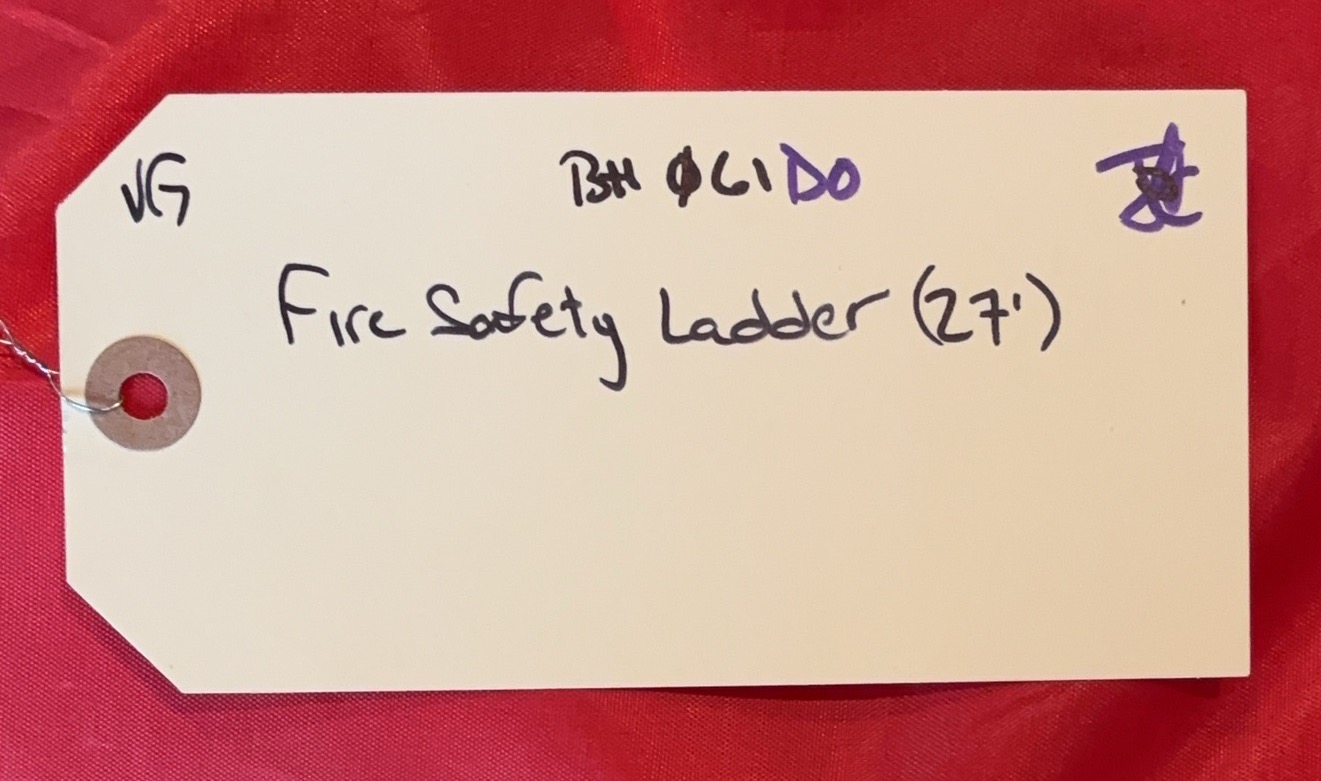 VG BH Ø61DO
Fire Safety Ladder (27')